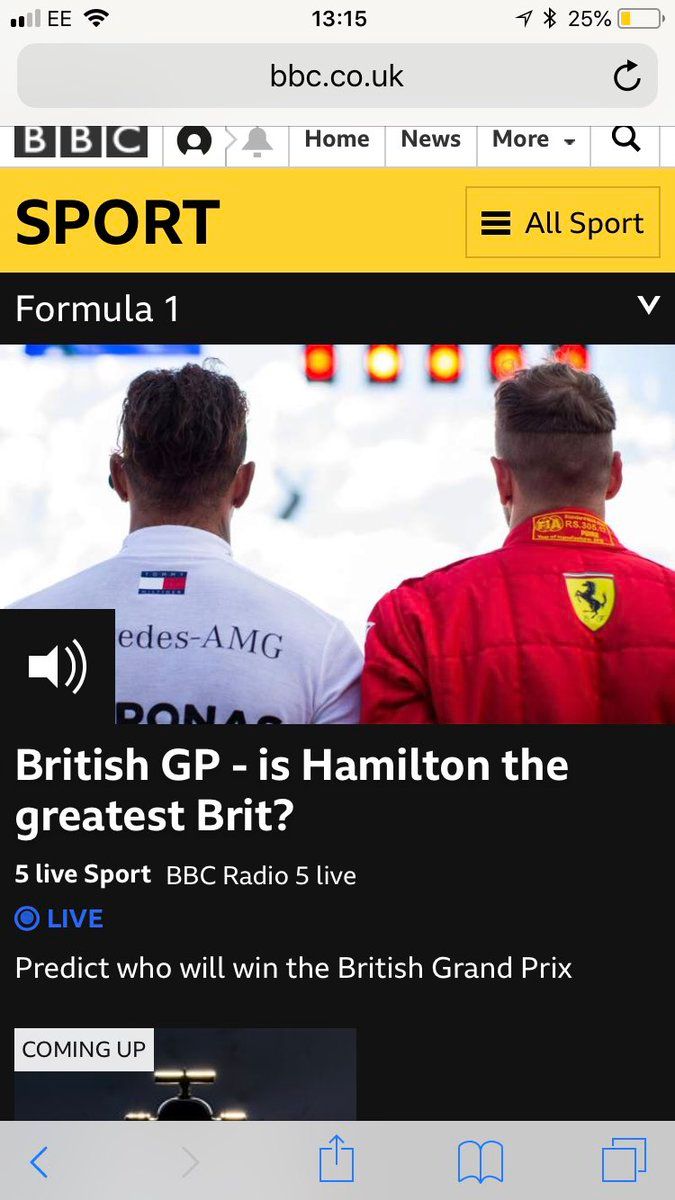 EE 13:15 25%
bbc.co.uk
BBC Home News More
SPORT All Sport
Formula 1
FIA RS.308.
TOMMY
HILFIGER
edes-AMG
RONAS
British GP - is Hamilton the
greatest Brit?
5 live Sport BBC Radio 5 live
LIVE
Predict who will win the British Grand Prix
COMING UP